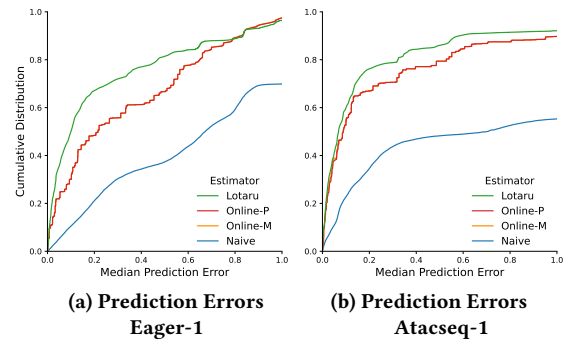 Cumulative Distribution
1.0
0.8
0.6
0.4
0.2
0.0
0.0 0.2 0.4 0.6 0.8 1.0
Median Prediction Error
Estimator
Lotaru
Online-P
Online-M
Naive
(a) Prediction Errors
Eager-1
1.0
0.8
0.6
0.4
0.2
0.0
0.0 0.2 0.4 0.6 0.8 1.0
Median Prediction Error
Estimator
Lotaru
Online-P
Online-M
Naive
(b) Prediction Errors
Atacseq-1